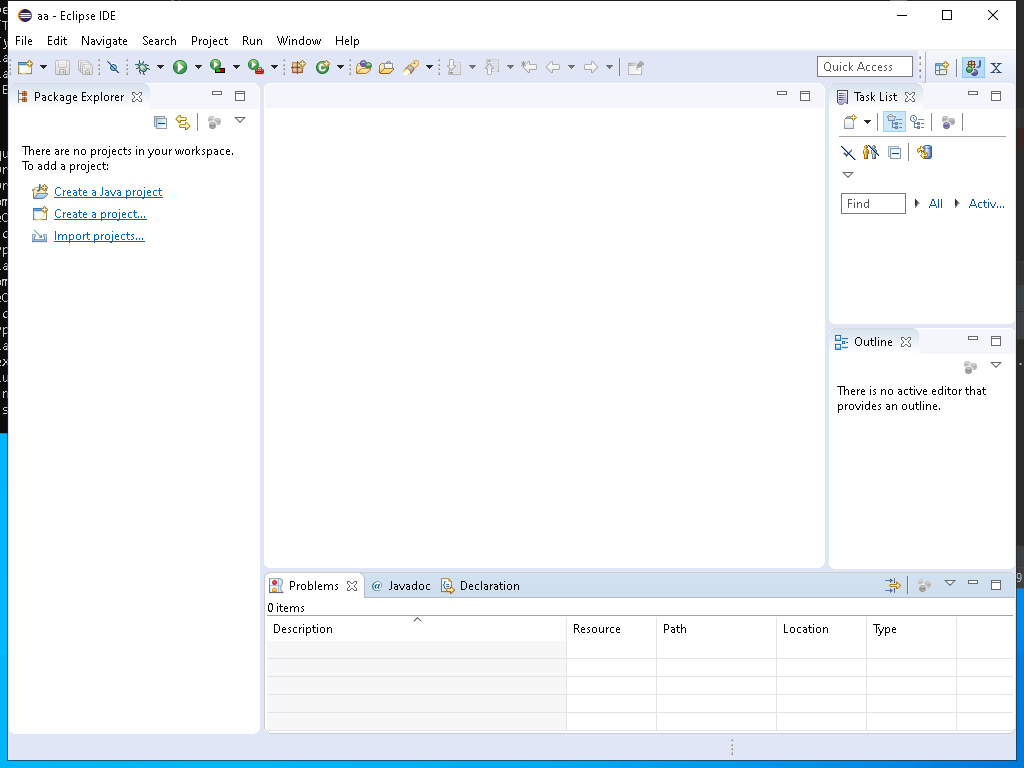 aa - Eclipse IDE
File Edit Navigate Search Project Run Window Help
Quick Access
Package Explorer
There are no projects in your workspace.
To add a project:
Create a Java project
Create a project...
Import projects...
Task List
Find All Activ...
Outline
There is no active editor that
provides an outline.
Problems @ Javadoc Declaration
0 items
Description Resource Path Location Type